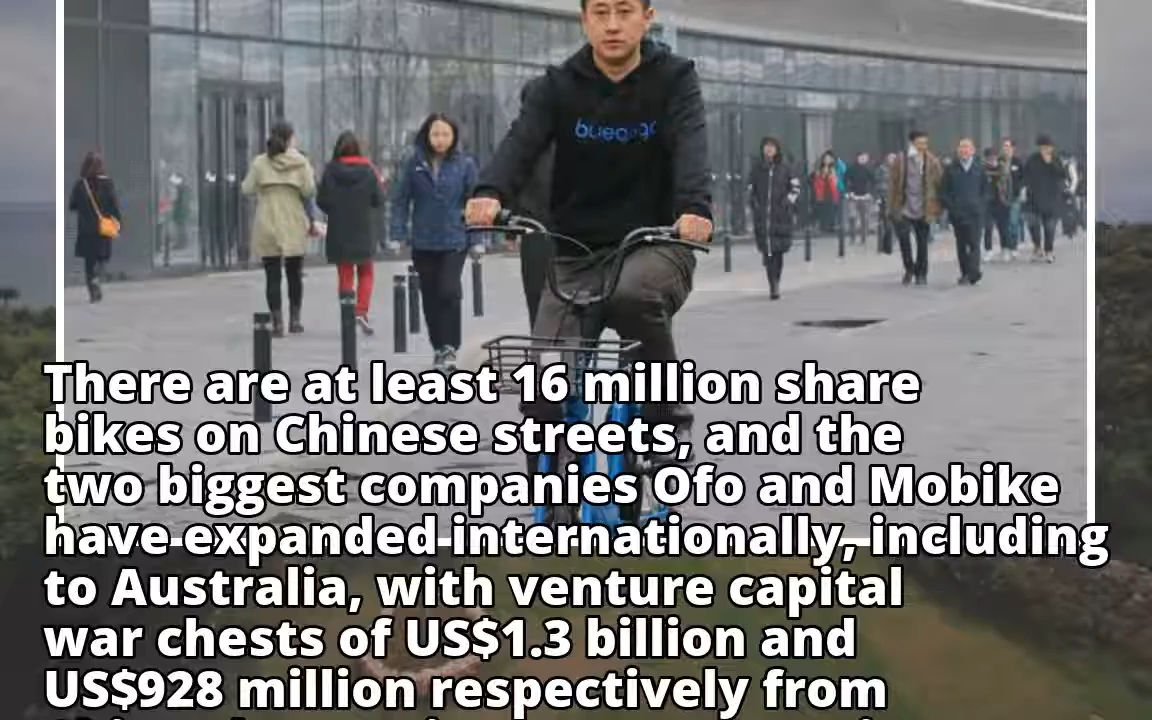 There are at least 16 million share
bikes on Chinese streets, and the
two biggest companies Ofo and Mobike
have expanded internationally, including
to Australia, with venture capital
war chests of US$1.3 billion and
US$928 million respectively from